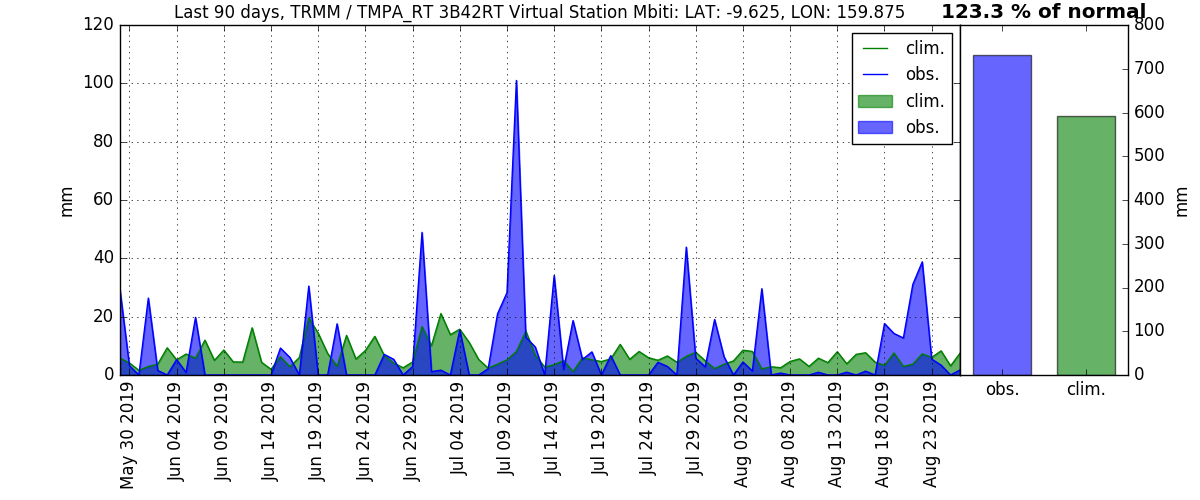 Last 90 days, TRMM / TMPA_RT 3B42RT Virtual Station Mbiti: LAT: -9.625, LON: 159.875
123.3 % of normal
mm
120
100
80
60
40
20
0
clim.
obs.
clim.
obs.
800
700
600
500
400
300
200
100
0
mm
May 30 2019
Jun 04 2019
Jun 09 2019
Jun 14 2019
Jun 19 2019
Jun 24 2019
Jun 29 2019
Jul 04 2019
Jul 09 2019
Jul 14 2019
Jul 19 2019
Jul 24 2019
Jul 29 2019
Aug 03 2019
Aug 08 2019
Aug 13 2019
Aug 18 2019
Aug 23 2019
obs.
clim.